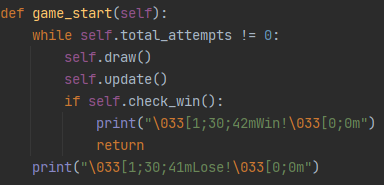 def game_start(self):
    while self.total_attempts != 0:
        self.draw()
        self.update()
        if self.check_win():
            print("\033[1;30;42mWin!\033[0;0m")
            return
    print("\033[1;30;41mLose!\033[0;0m")